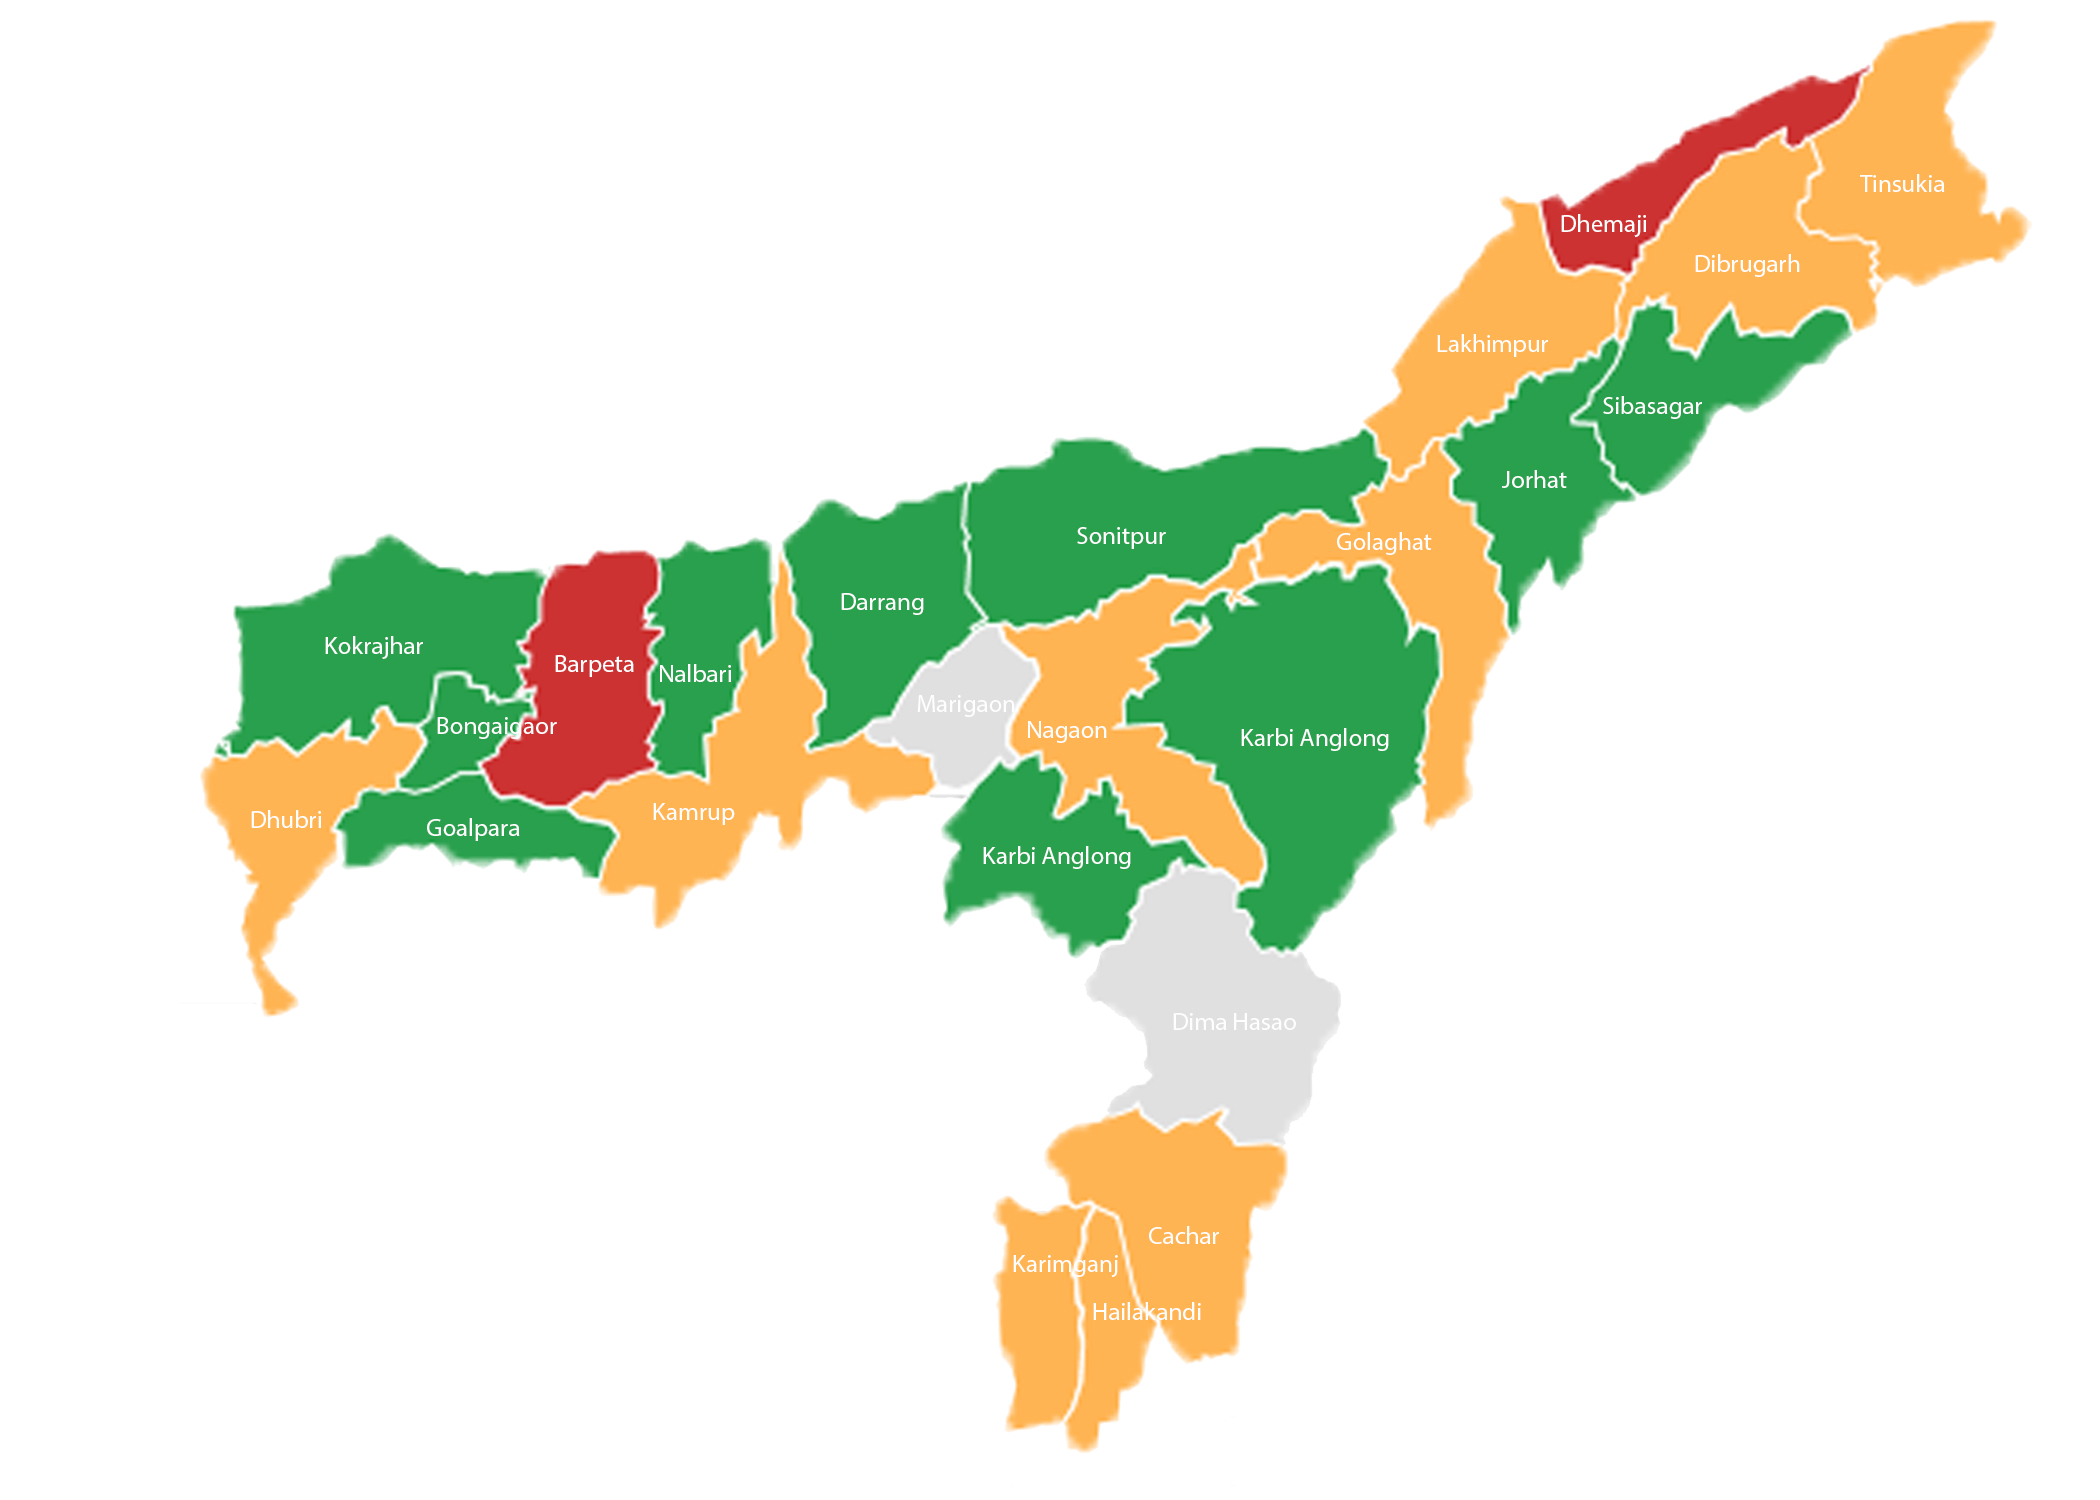 Tinsukia
Dhemaji
Dibrugarh
Lakhimpur
Sibasagar
Jorhat
Sonitpur
Golaghat
Darrang
Kokrajhar
Barpeta
Nalbari
Marigaon
Bongaigaor
Nagaon
Karbi Anglong
Kamrup
Dhubri
Goalpara
Karbi Anglong
Dima Hasao
Cachar
Karimganj
Hailakandi